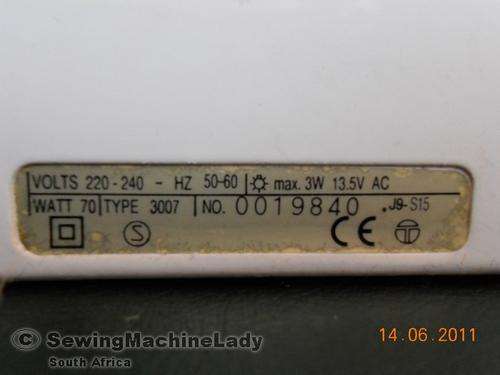 VOLTS 220-240 - HZ 50-60 max. 3W 13.5V AC
WATT 70 TYPE 3007 NO. 0019840 .J9-S15
S CE
© SewingMachineLady
South Africa
14.06.2011